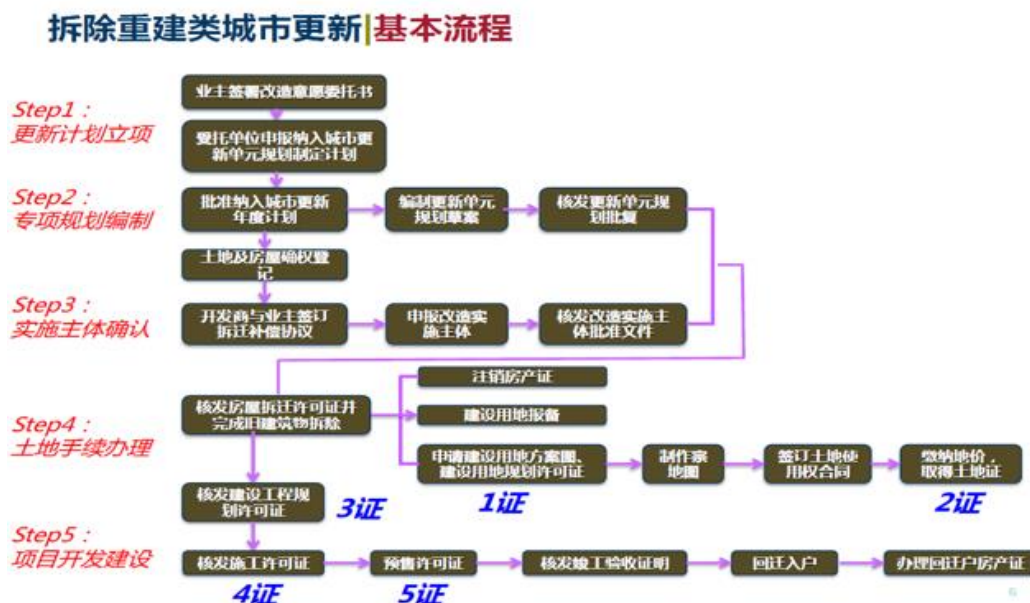 拆除重建类城市更新|基本流程
Step1：
更新计划立项
业主签署改造意愿委托书
受托单位申报纳入城市更
新单元规划制定计划
Step2：
专项规划编制
批准纳入城市更新
年度计划
编制更新单元
规划草案
核发更新单元规
划批复
土地及房屋确权登
记
Step3：
实施主体确认
开发商与业主签订
拆迁补偿协议
申报改造实
施主体
核发改造实施主
体批准文件
Step4：
土地手续办理
核发房屋拆迁许可证并
完成旧建筑物拆除
注销房产证
建设用地报备
申请建设用地方案图、
建设用地规划许可证
制作宗
地图
签订土地使
用权合同
缴纳地价，
取得土地证
1证
2证
核发建设工程规
划许可证
3证
Step5：
项目开发建设
核发施工许可证
预售许可证
核发竣工验收证明
回迁入户
办理回迁户房产证
4证
5证
6